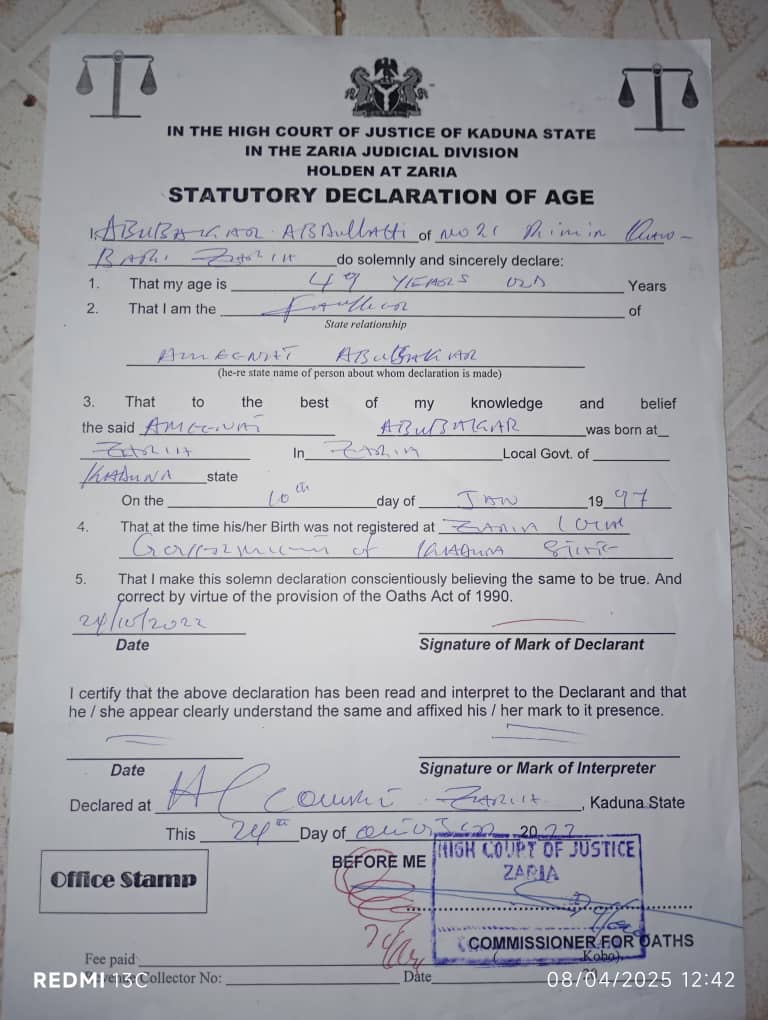 IN THE HIGH COURT OF JUSTICE OF KADUNA STATE
IN THE ZARIA JUDICIAL DIVISION
HOLDEN AT ZARIA
STATUTORY DECLARATION OF AGE
I, ABUBAKAR ABDULLAHI of NO 21
ZARIA do solemnly and sincerely declare:
1. That my age is 49 YEARS OLD Years
2. That I am the of
State relationship
ABUBAKAR
(he-re state name of person about whom declaration is made)
3. That to the best of my knowledge and belief
the said ABUBAKAR was born at
ZARIA In ZARIA Local Govt. of
KADUNA state
On the 10th day of JAN 1997
4. That at the time his/her Birth was not registered at ZARIA LOCAL
Government of KADUNA STATE
5. That I make this solemn declaration conscientiously believing the same to be true. And
correct by virtue of the provision of the Oaths Act of 1990.
24/10/2022
Date Signature of Mark of Declarant
I certify that the above declaration has been read and interpret to the Declarant and that
he / she appear clearly understand the same and affixed his / her mark to it presence.
Date Signature or Mark of Interpreter
Declared at ZARIA, Kaduna State
This 24th Day of 2022
BEFORE ME
HIGH COURT OF JUSTICE
ZARIA
Office Stamp
COMMISSIONER FOR OATHS
Fee paid Kobo)
Collector No: Date
REDMI 13C
08/04/2025 12:42